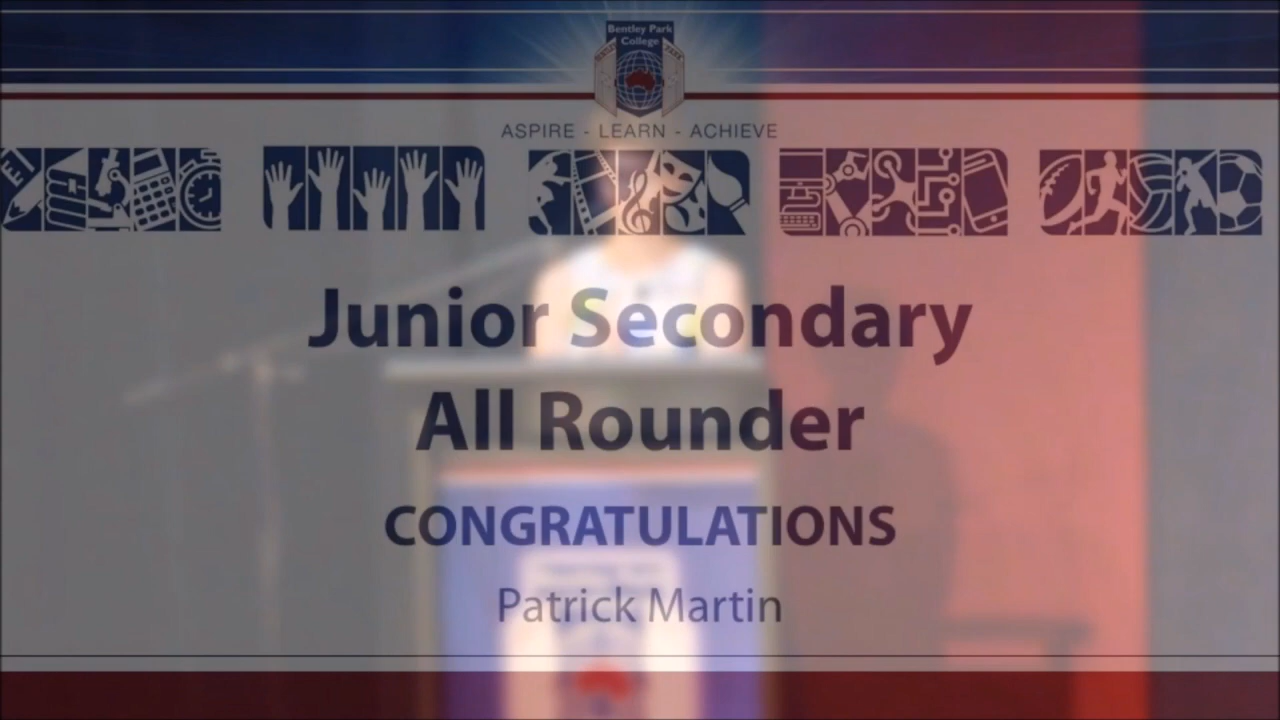 Bentley Park
College
ASPIRE - LEARN - ACHIEVE
Junior Secondary
All Rounder
CONGRATULATIONS
Patrick Martin